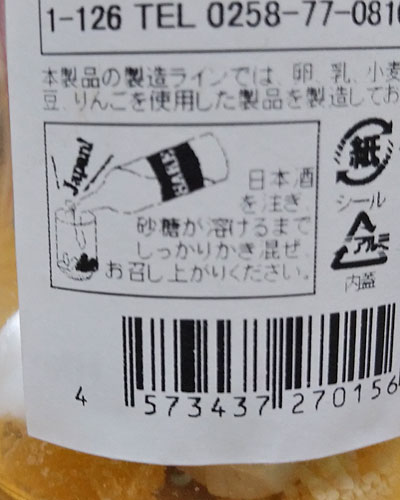 1-126 TEL 0258-77-0816
本製品の製造ラインでは、卵、乳、小麦
豆、りんごを使用した製品を製造してお
Japan!
日本酒
を注ぎ、
砂糖が溶けるまで
しっかりかき混ぜ、
お召し上がりください。
紙
シール
アルミ
内蓋
4 573437 270156